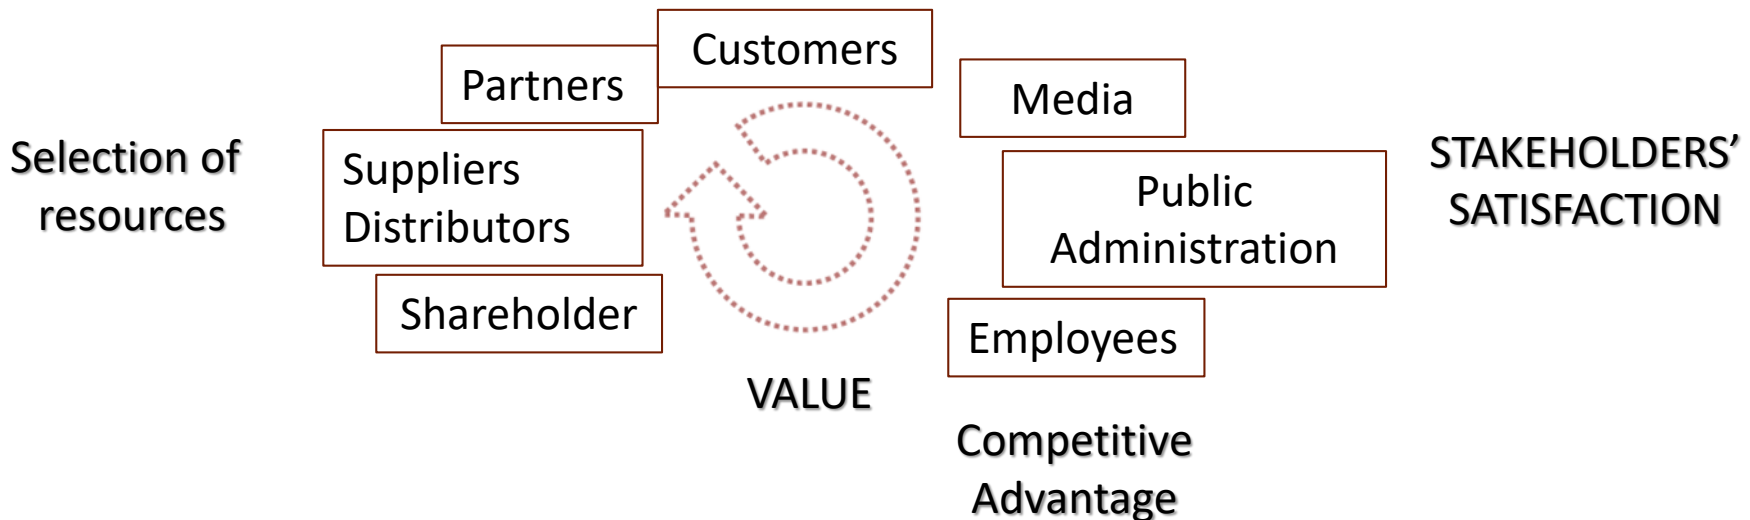 Customers
Partners
Media
Selection of
resources
Suppliers
Distributors
Public
Administration
STAKEHOLDERS’
SATISFACTION
Shareholder
Employees
VALUE
Competitive
Advantage